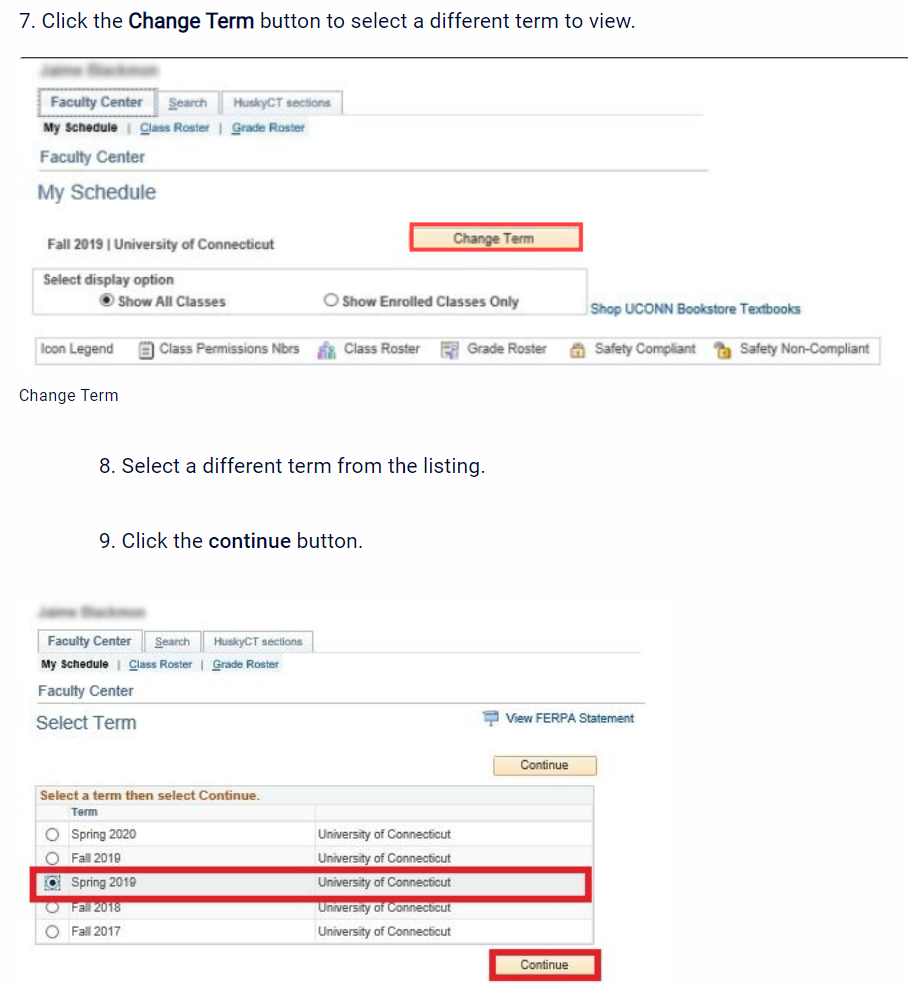 7. Click the Change Term button to select a different term to view.
Faculty Center Search HuskyCT sections
My Schedule | Class Roster | Grade Roster
Faculty Center
My Schedule
Fall 2019 | University of Connecticut Change Term
Select display option
Show All Classes Show Enrolled Classes Only
Shop UCONN Bookstore Textbooks
Icon Legend Class Permissions Nbrs Class Roster Grade Roster Safety Compliant Safety Non-Compliant
Change Term
8. Select a different term from the listing.
9. Click the continue button.
Faculty Center Search HuskyCT sections
My Schedule | Class Roster | Grade Roster
Faculty Center
Select Term View FERPA Statement
Continue
Select a term then select Continue.
Term
Spring 2020 University of Connecticut
Fall 2019 University of Connecticut
Spring 2019 University of Connecticut
Fall 2018 University of Connecticut
Fall 2017 University of Connecticut
Continue